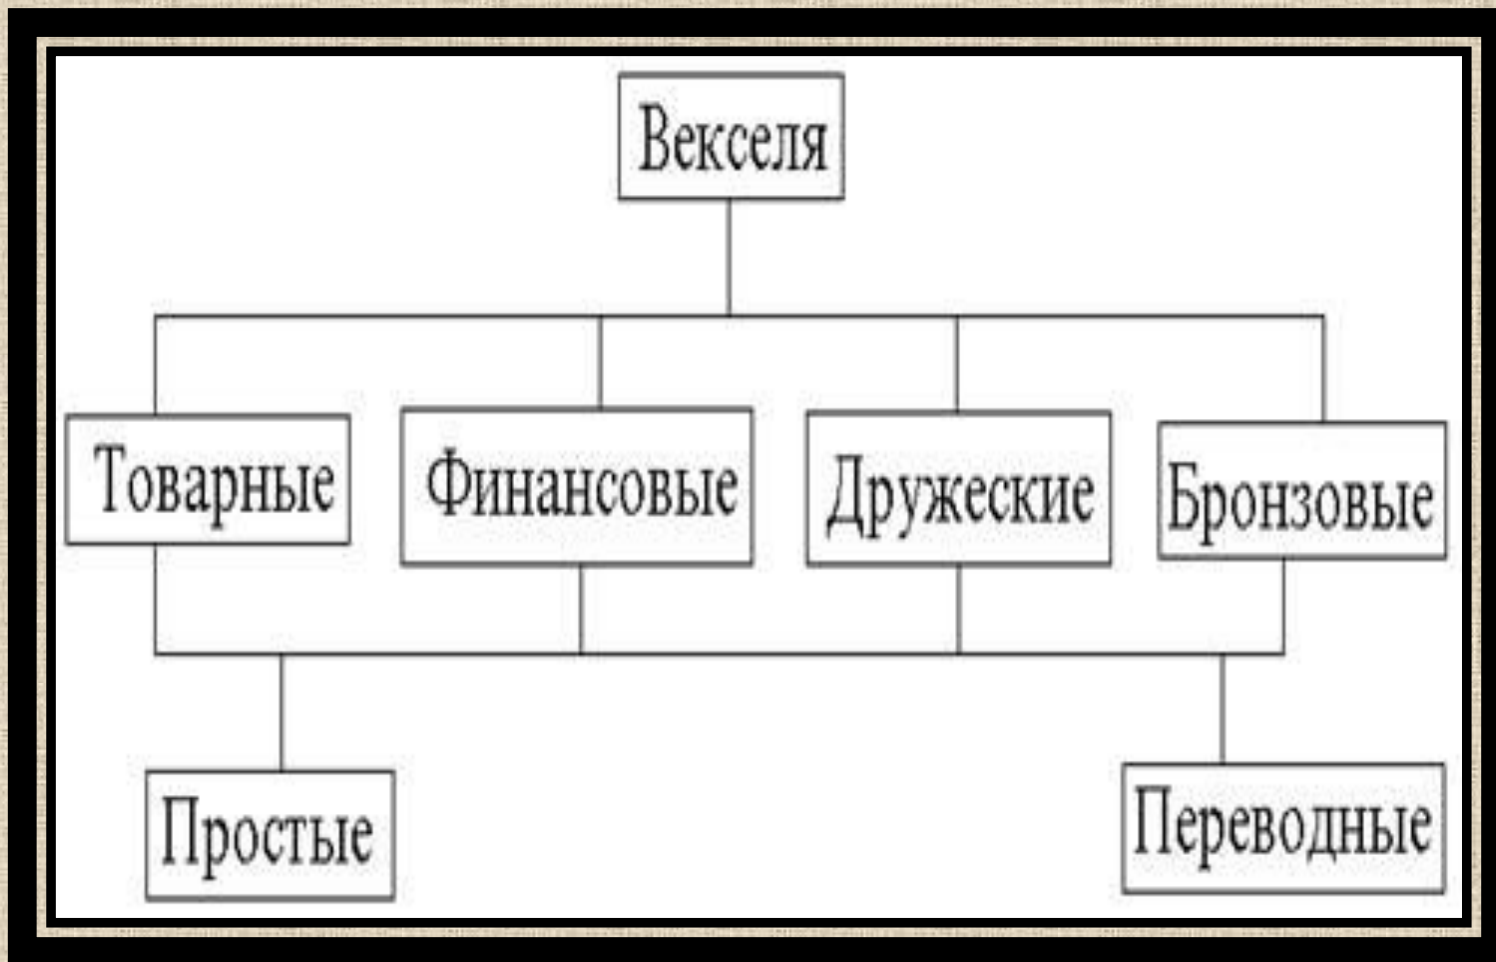 Векселя
Товарные
Финансовые
Дружеские
Бронзовые
Простые
Переводные